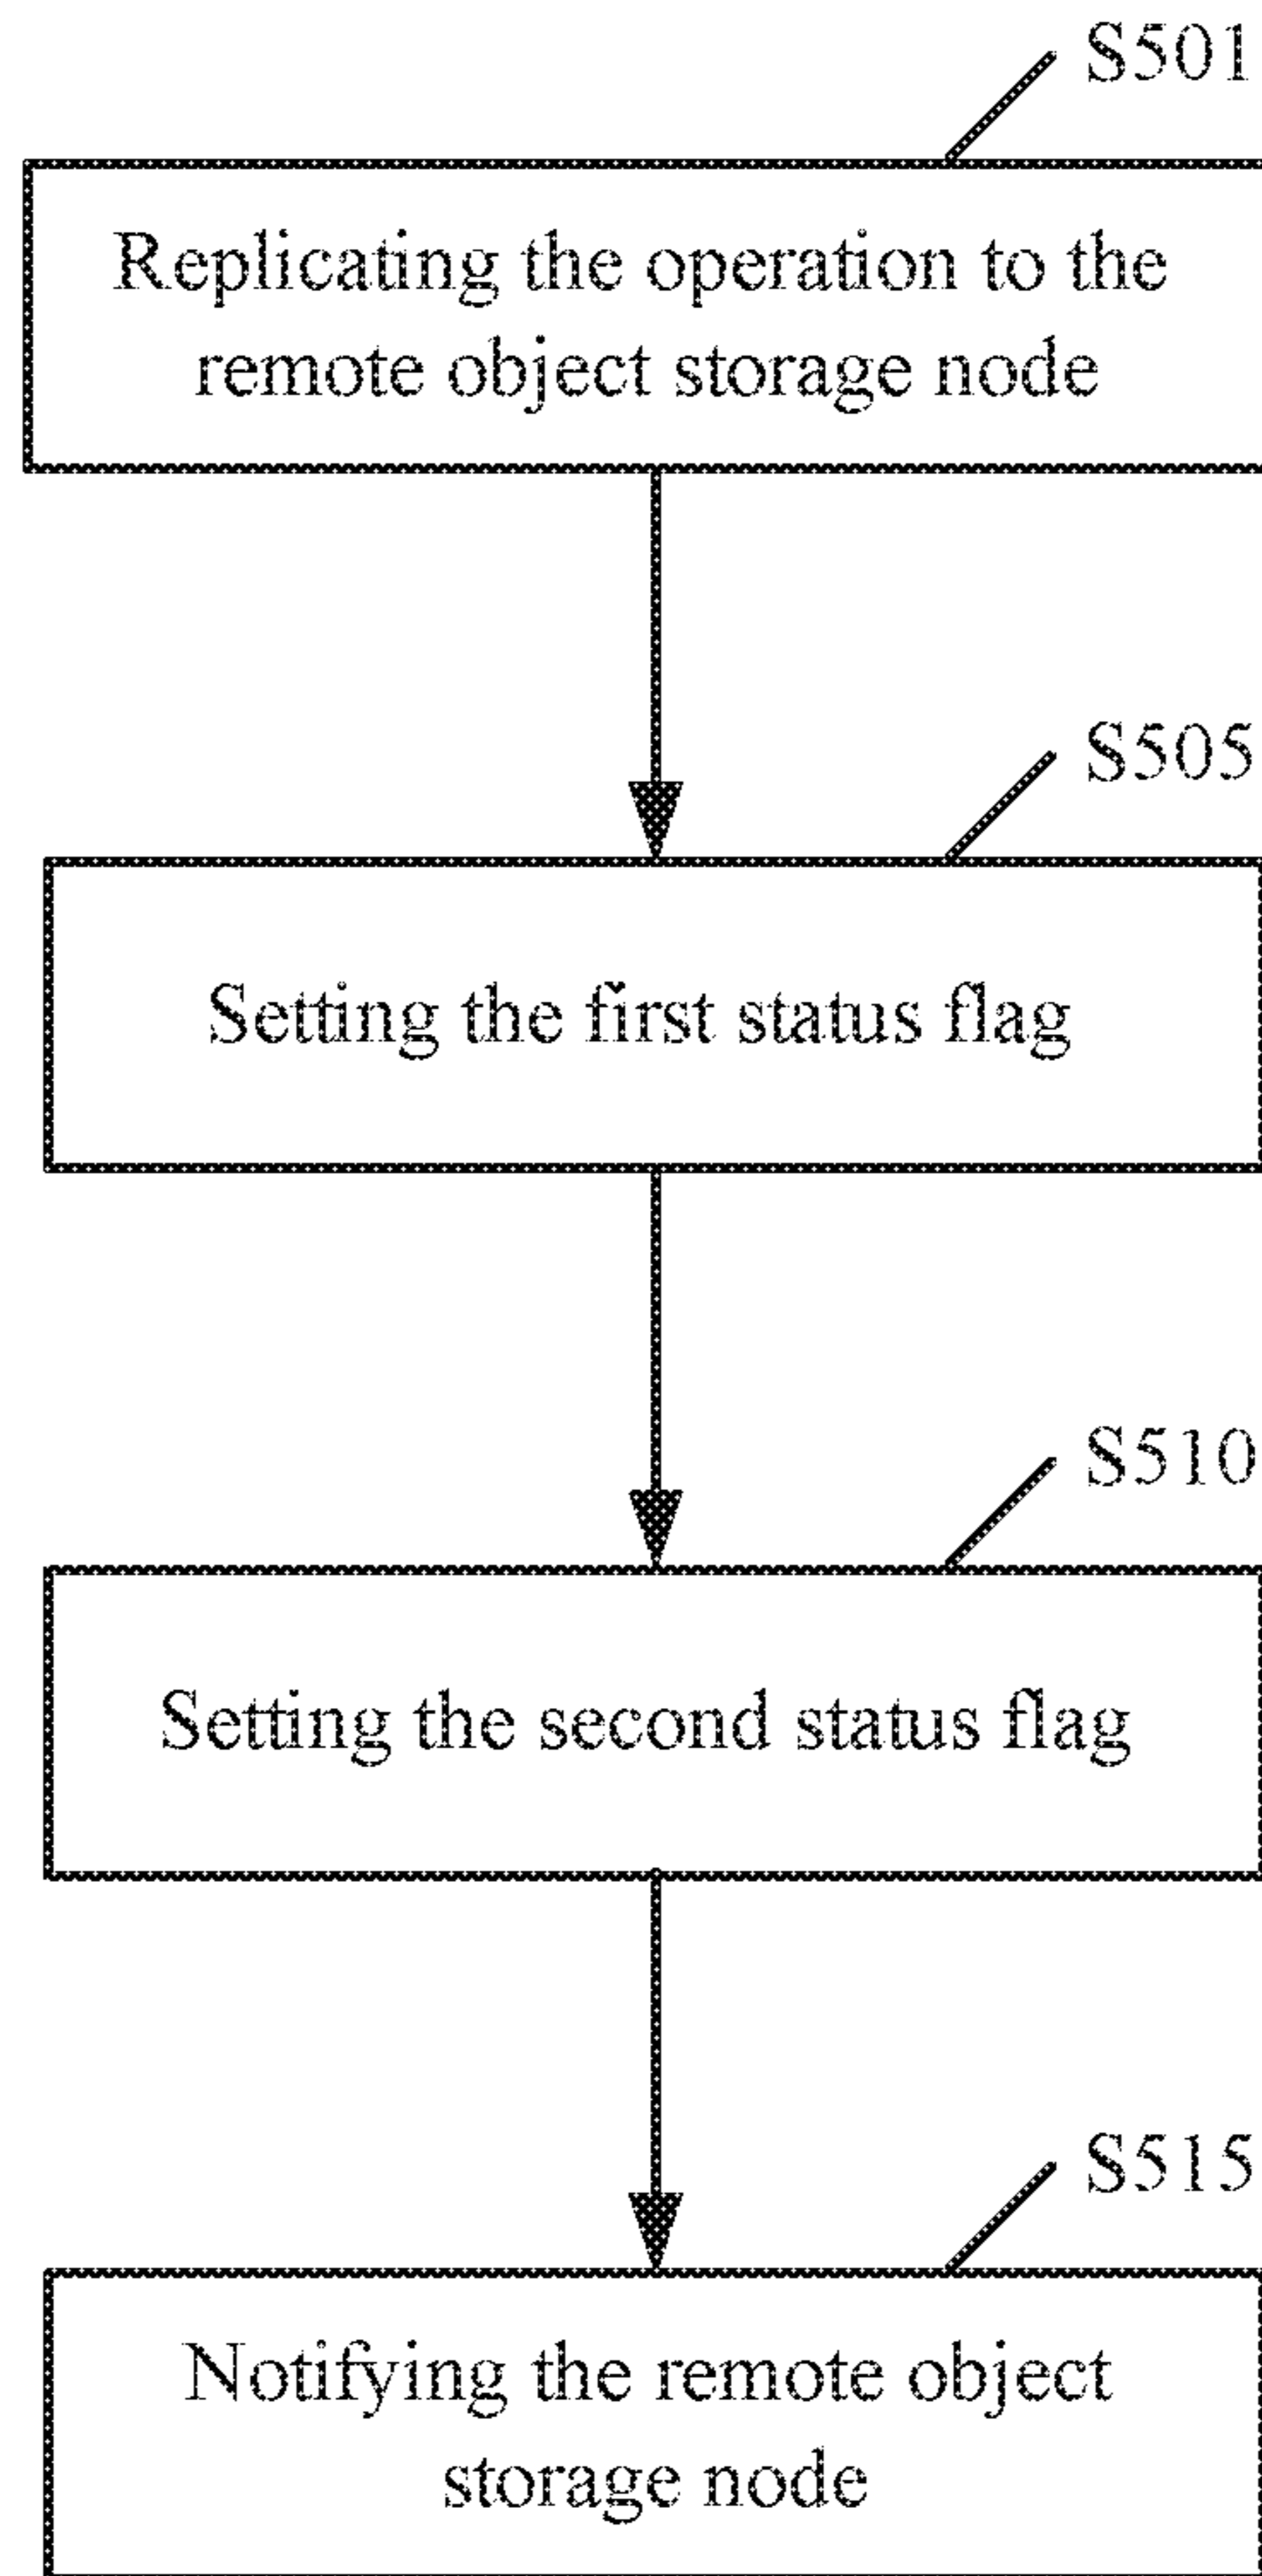 S501
Replicating the operation to the
remote object storage node
S505
Setting the first status flag
S510
Setting the second status flag
S515
Notifying the remote object
storage node